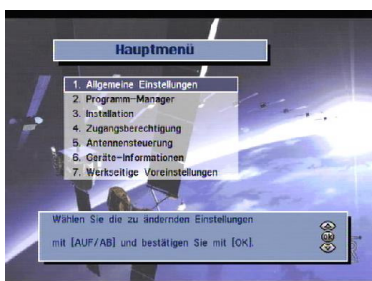 Hauptmenü
1. Allgemeine Einstellungen
2. Programm-Manager
3. Installation
4. Zugangsberechtigung
5. Antennensteuerung
6. Geräte-Informationen
7. Werkseitige Voreinstellungen
Wählen Sie die zu ändernden Einstellungen
mit [AUF/AB] und bestätigen Sie mit [OK].
OK